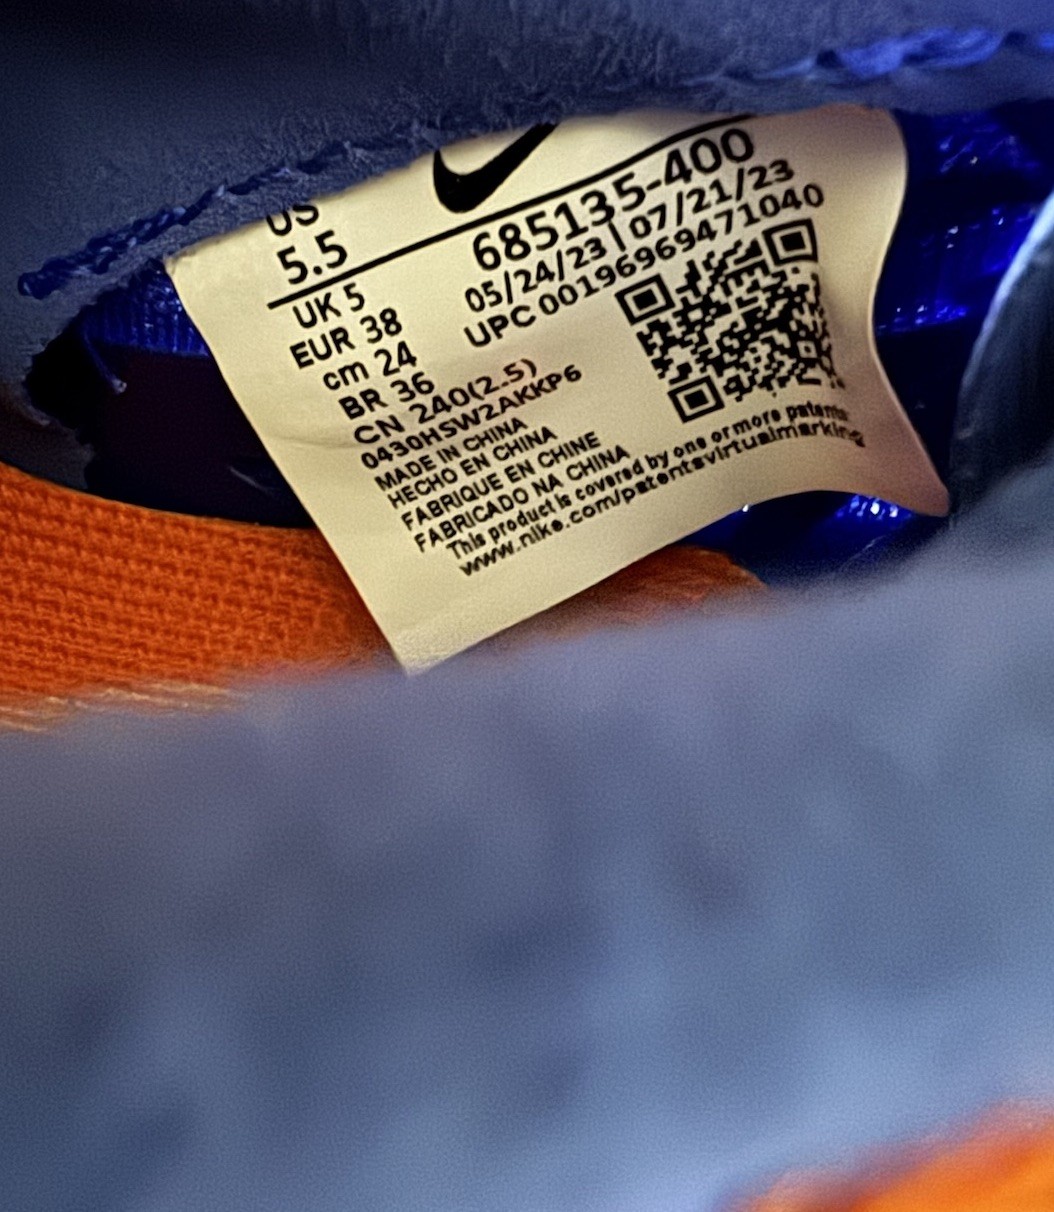 US
5.5
685135-400
05/24/23 | 07/21/23
UPC 00196969471040
UK 5
EUR 38
cm 24
BR 36
CN 240(2.5)
0430HSW2AKKP6
MADE IN CHINA
HECHO EN CHINA
FABRIQUE EN CHINE
FABRICADO NA CHINA
This product is covered by one or more patents
www.nike.com/patentsvirtualmarking